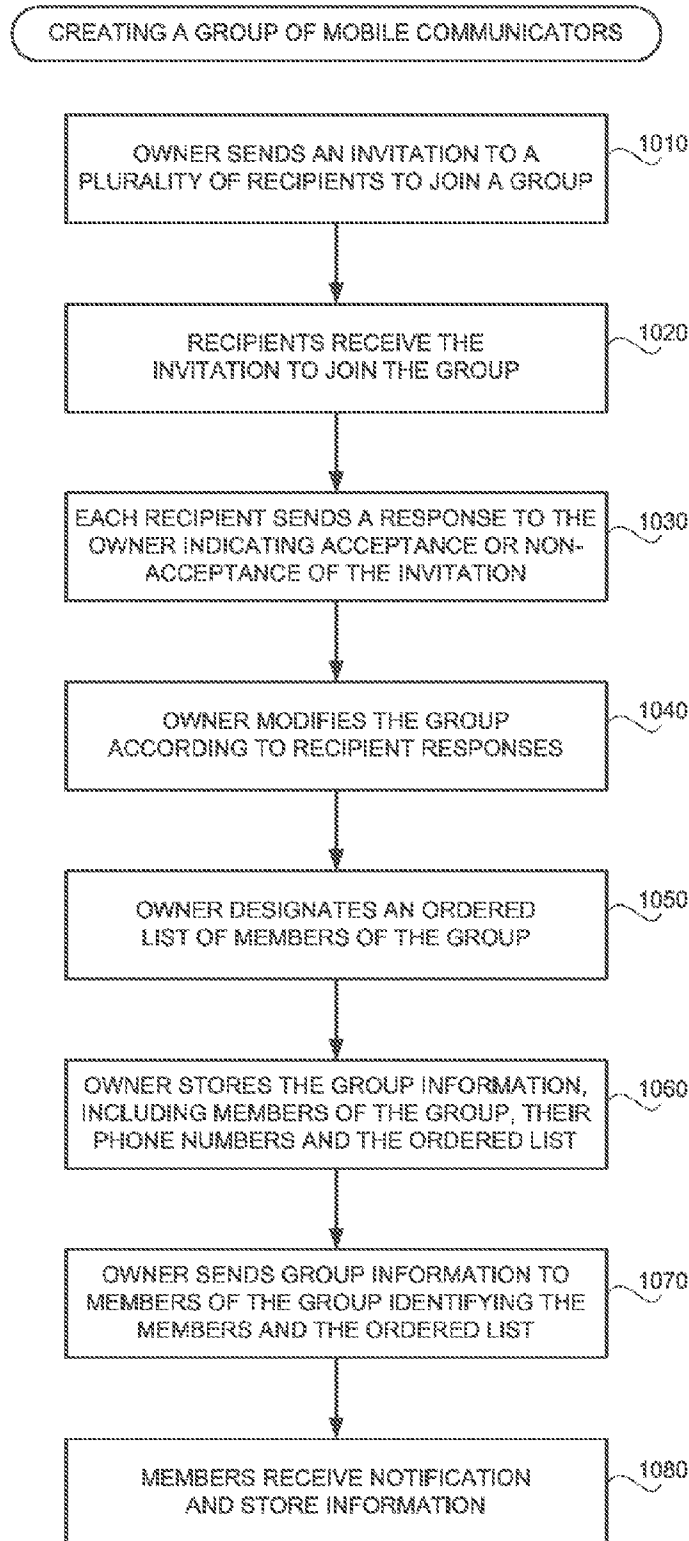 CREATING A GROUP OF MOBILE COMMUNICATORS
1010
OWNER SENDS AN INVITATION TO A
PLURALITY OF RECIPIENTS TO JOIN A GROUP
1020
RECIPIENTS RECEIVE THE
INVITATION TO JOIN THE GROUP
1030
EACH RECIPIENT SENDS A RESPONSE TO THE
OWNER INDICATING ACCEPTANCE OR NON-
ACCEPTANCE OF THE INVITATION
1040
OWNER MODIFIES THE GROUP
ACCORDING TO RECIPIENT RESPONSES
1050
OWNER DESIGNATES AN ORDERED
LIST OF MEMBERS OF THE GROUP
1060
OWNER STORES THE GROUP INFORMATION,
INCLUDING MEMBERS OF THE GROUP, THEIR
PHONE NUMBERS AND THE ORDERED LIST
1070
OWNER SENDS GROUP INFORMATION TO
MEMBERS OF THE GROUP IDENTIFYING THE
MEMBERS AND THE ORDERED LIST
1080
MEMBERS RECEIVE NOTIFICATION
AND STORE INFORMATION